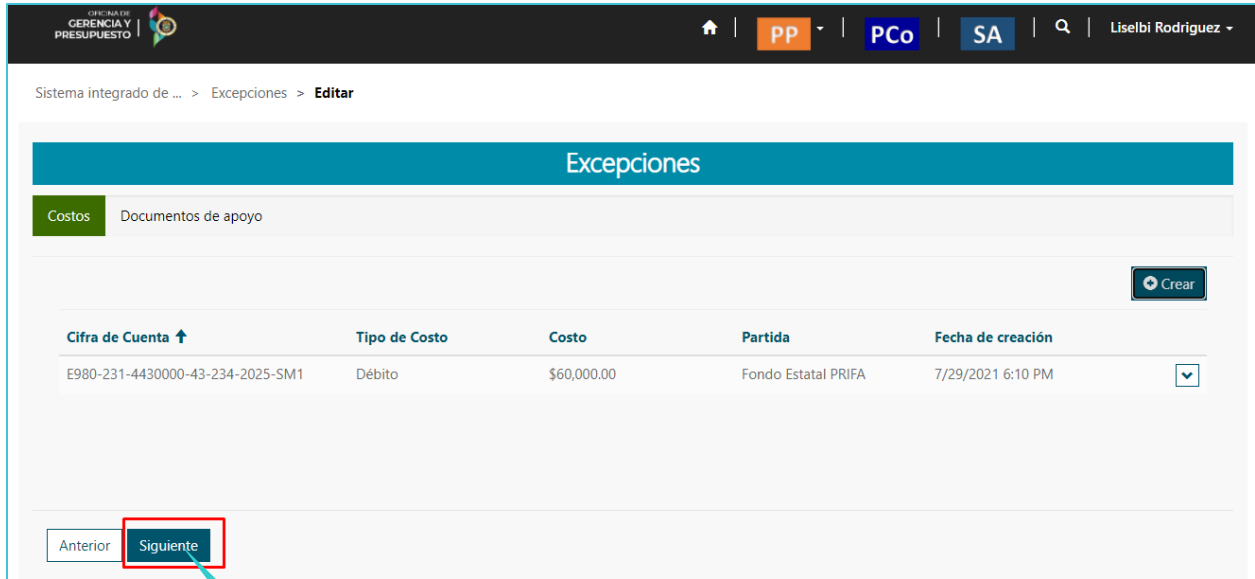 OFICINA DE
GERENCIA Y
PRESUPUESTO
PP
PCo
SA
Liselbi Rodriguez
Sistema integrado de ... > Excepciones > Editar
Excepciones
Costos Documentos de apoyo
Crear
Cifra de Cuenta Tipo de Costo Costo Partida Fecha de creación
E980-231-4430000-43-234-2025-SM1 Débito $60,000.00 Fondo Estatal PRIFA 7/29/2021 6:10 PM
Anterior Siguiente